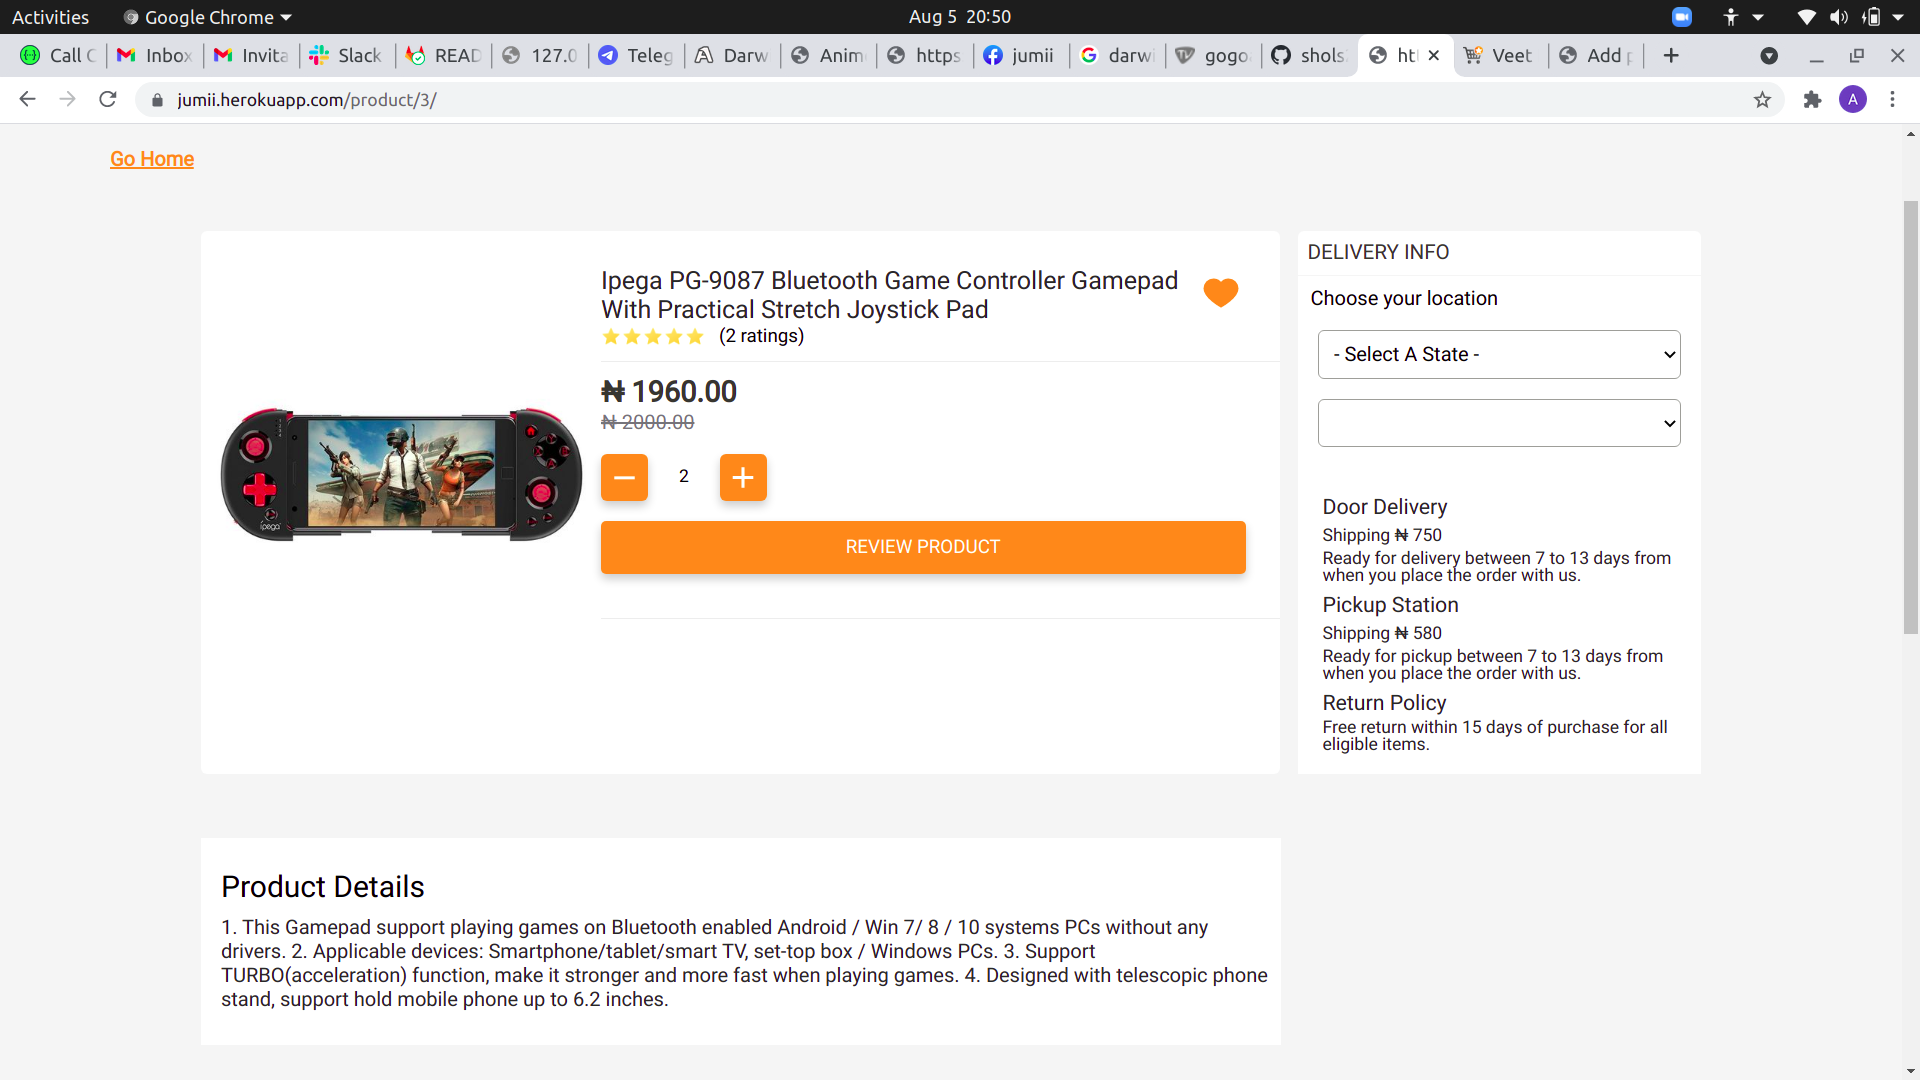 Activities
Google Chrome
Aug 5 20:50
Call C
Inbox
Invita
Slack
READ
127.0
Teleg
Darw
Anim
https
jumii
darwi
gogo
shols
ht
Veet
Add p
jumii.herokuapp.com/product/3/
A
Go Home
Ipega PG-9087 Bluetooth Game Controller Gamepad
With Practical Stretch Joystick Pad
(2 ratings)
₦ 1960.00
₦ 2000.00
2
REVIEW PRODUCT
ipega
DELIVERY INFO
Choose your location
- Select A State -
Door Delivery
Shipping ₦ 750
Ready for delivery between 7 to 13 days from
when you place the order with us.
Pickup Station
Shipping ₦ 580
Ready for pickup between 7 to 13 days from
when you place the order with us.
Return Policy
Free return within 15 days of purchase for all
eligible items.
Product Details
1. This Gamepad support playing games on Bluetooth enabled Android / Win 7/ 8 / 10 systems PCs without any
drivers. 2. Applicable devices: Smartphone/tablet/smart TV, set-top box / Windows PCs. 3. Support
TURBO(acceleration) function, make it stronger and more fast when playing games. 4. Designed with telescopic phone
stand, support hold mobile phone up to 6.2 inches.